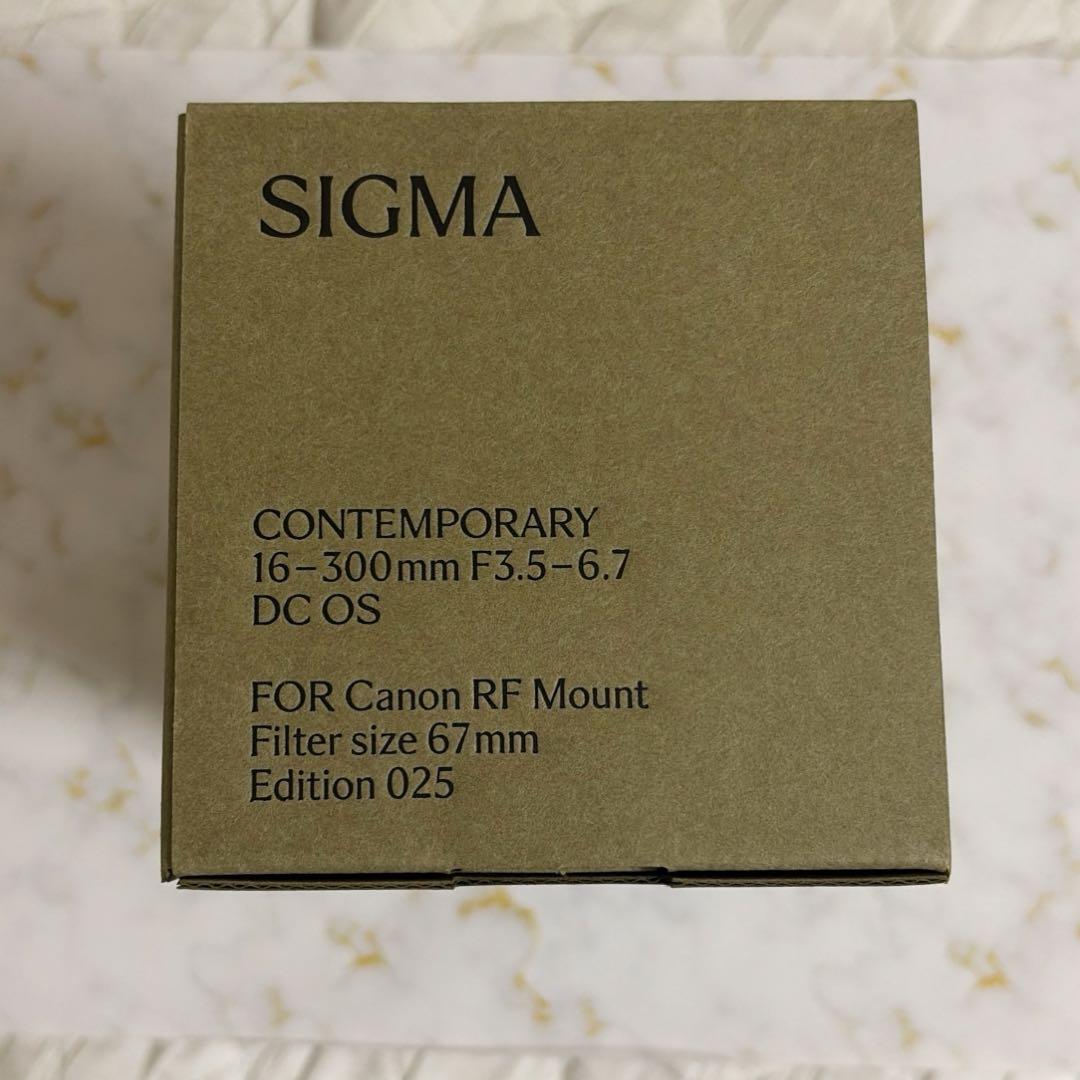 SIGMA
CONTEMPORARY
16–300mm F3.5–6.7
DC OS
FOR Canon RF Mount
Filter size 67mm
Edition 025